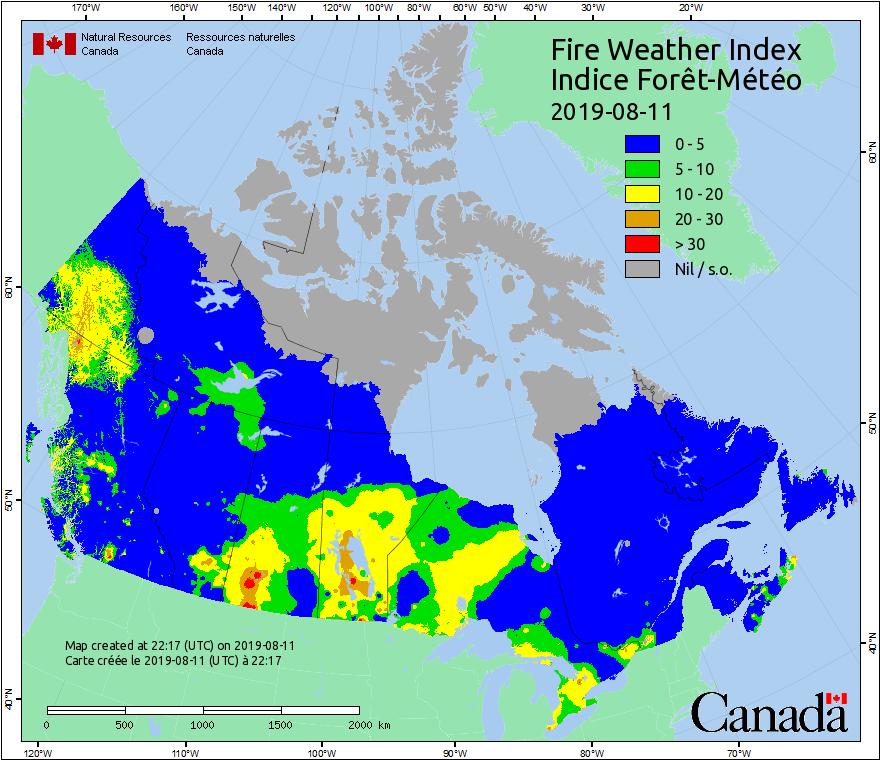 170°W 160°W 150°W 140°W 120°W 100°W 80°W 60°W 50°W 40°W 30°W 20°W
Natural Resources Ressources naturelles
Canada Canada
Fire Weather Index
Indice Forêt-Météo
2019-08-11
0 - 5
5 - 10
10 - 20
20 - 30
> 30
Nil / s.o.
60°N 60°N
50°N 50°N
40°N 40°N
Map created at 22:17 (UTC) on 2019-08-11
Carte créée le 2019-08-11 (UTC) à 22:17
0 500 1000 1500 2000 km
Canada
120°W 110°W 100°W 90°W 80°W 70°W